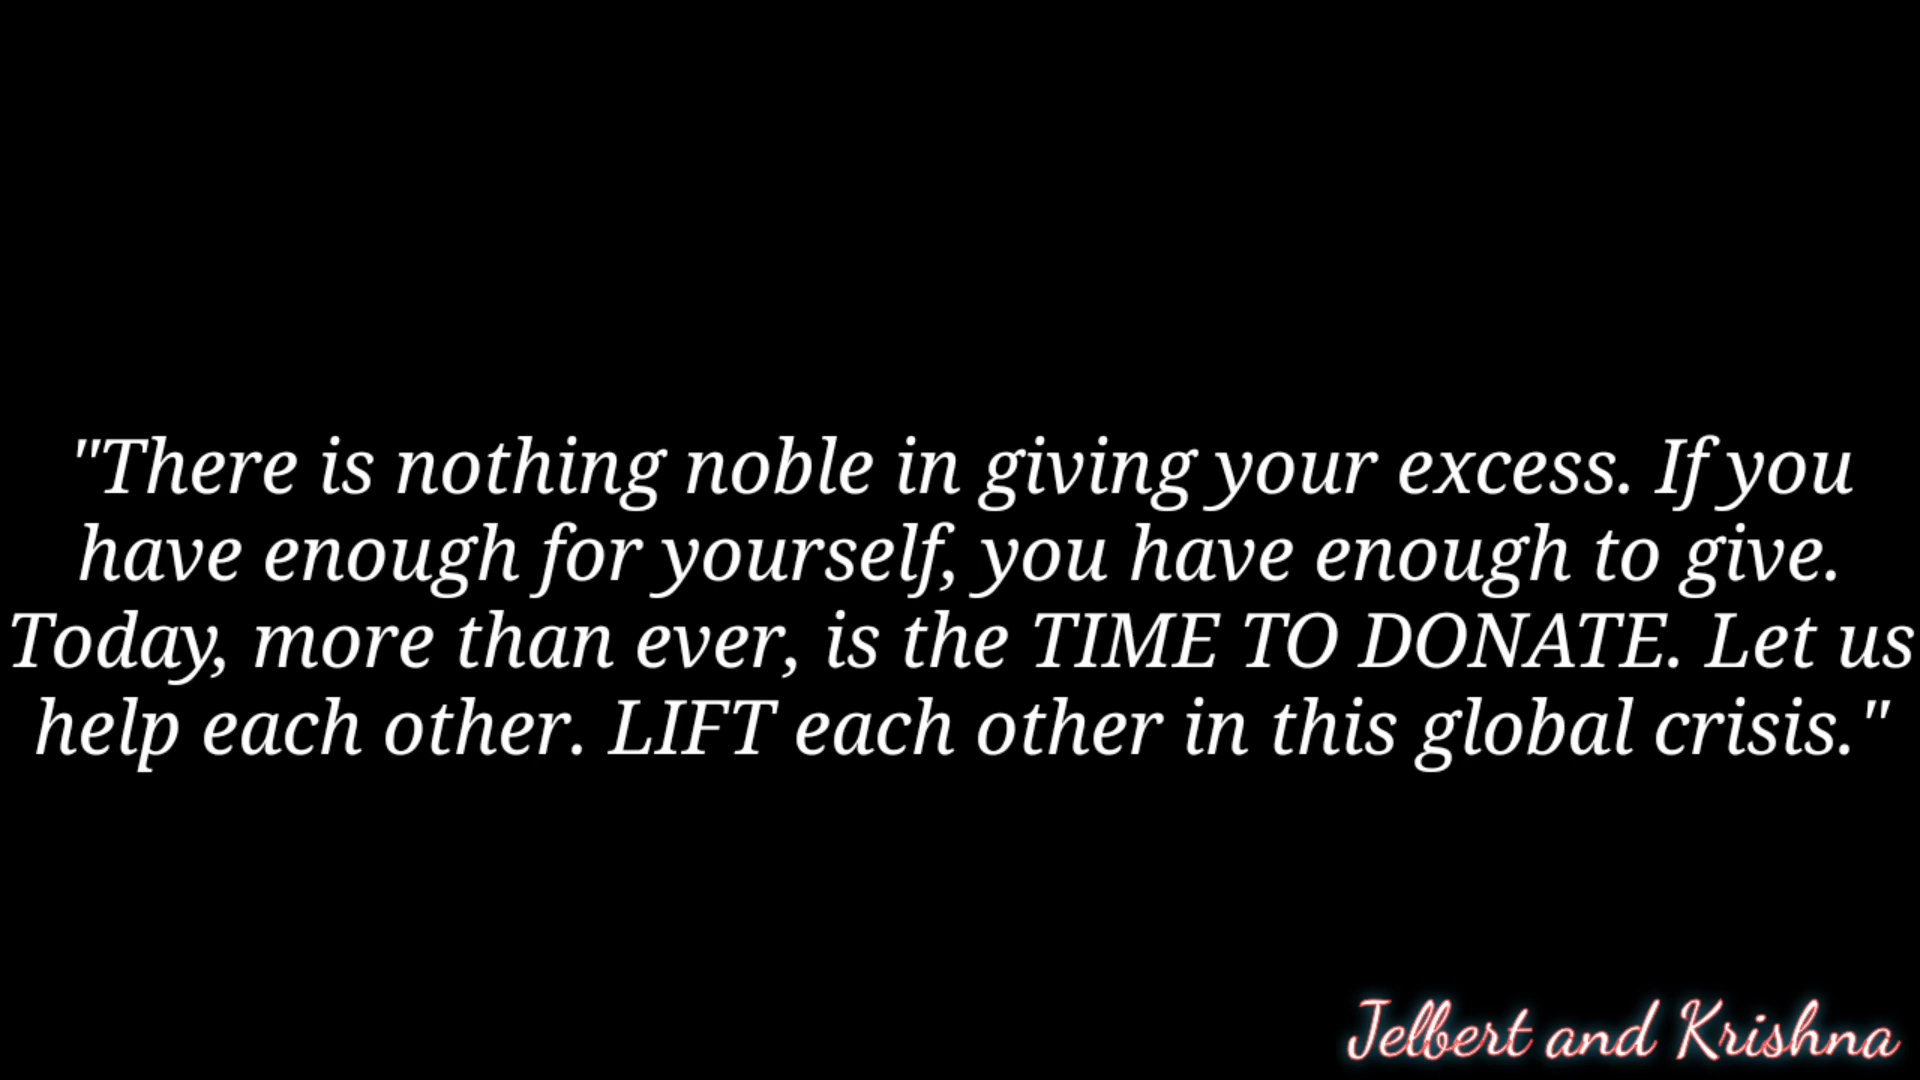 "There is nothing noble in giving your excess. If you
have enough for yourself, you have enough to give.
Today, more than ever, is the TIME TO DONATE. Let us
help each other. LIFT each other in this global crisis."
Jelbert and Krishna